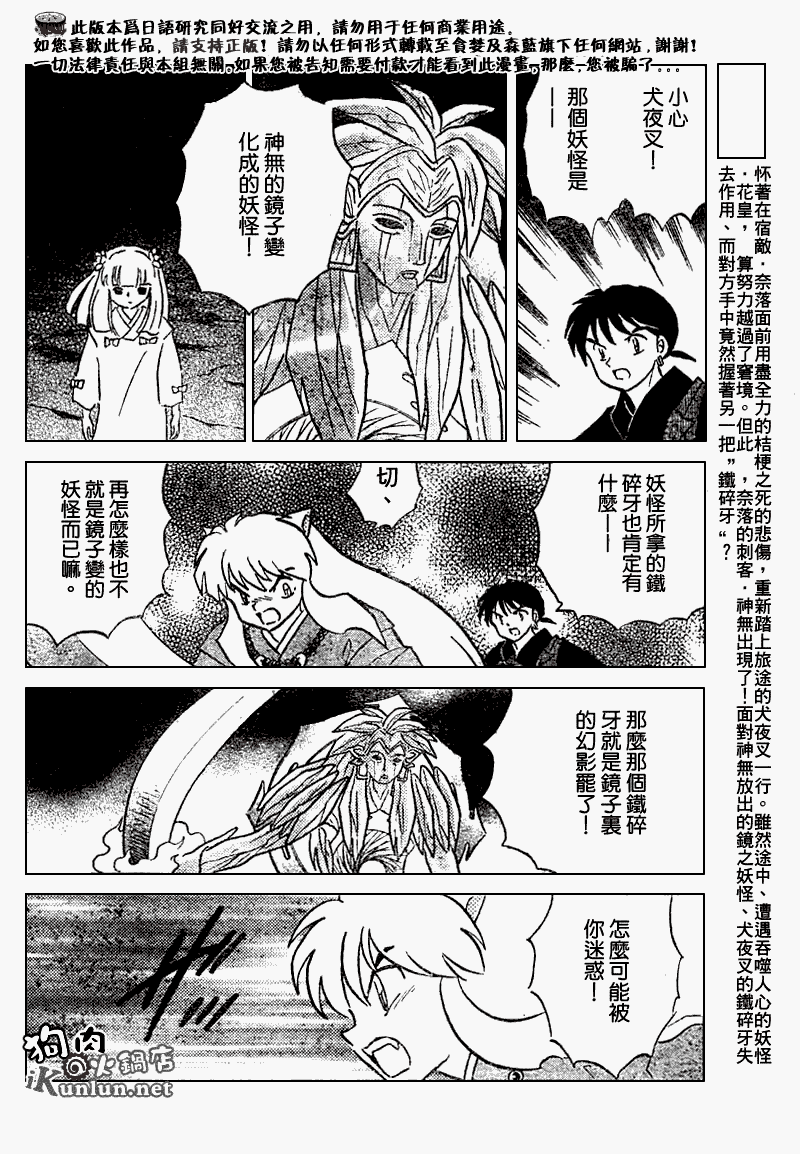 此版本爲日語研究同好交流之用，請勿用于任何商業用途。
如您喜歡此作品，請支持正版！請勿以任何形式轉載至貪婪及森藍旗下任何網站，謝謝！
一切法律責任與本組無關，如果您被告知需要付款才能看到此漫畫，那麼，您被騙了...
怀著在宿敵．奈落面前用盡全力的桔梗之死的悲傷，重新踏上旅途的犬夜叉一行。雖然途中、遭遇吞噬人心的妖怪
．花皇，算努力越過了窘境。但此，奈落的刺客．神無出現了！面對神無放出的鏡之妖怪、犬夜叉的鐵碎牙失
去作用、而對方手中竟然握著另一把”鐵碎牙“？
小心
犬夜叉！
那個妖怪是
——
神無的鏡子變
化成的妖怪！
妖怪所拿的鐵
碎牙也肯定有
什麼——
切、
再怎麼樣也不
就是鏡子變的
妖怪而已嘛。
那麼那個鐵碎
牙就是鏡子裏
的幻影罷了！
怎麼可能被
你迷惑！
狗肉
@火鍋店
iKunlun.net